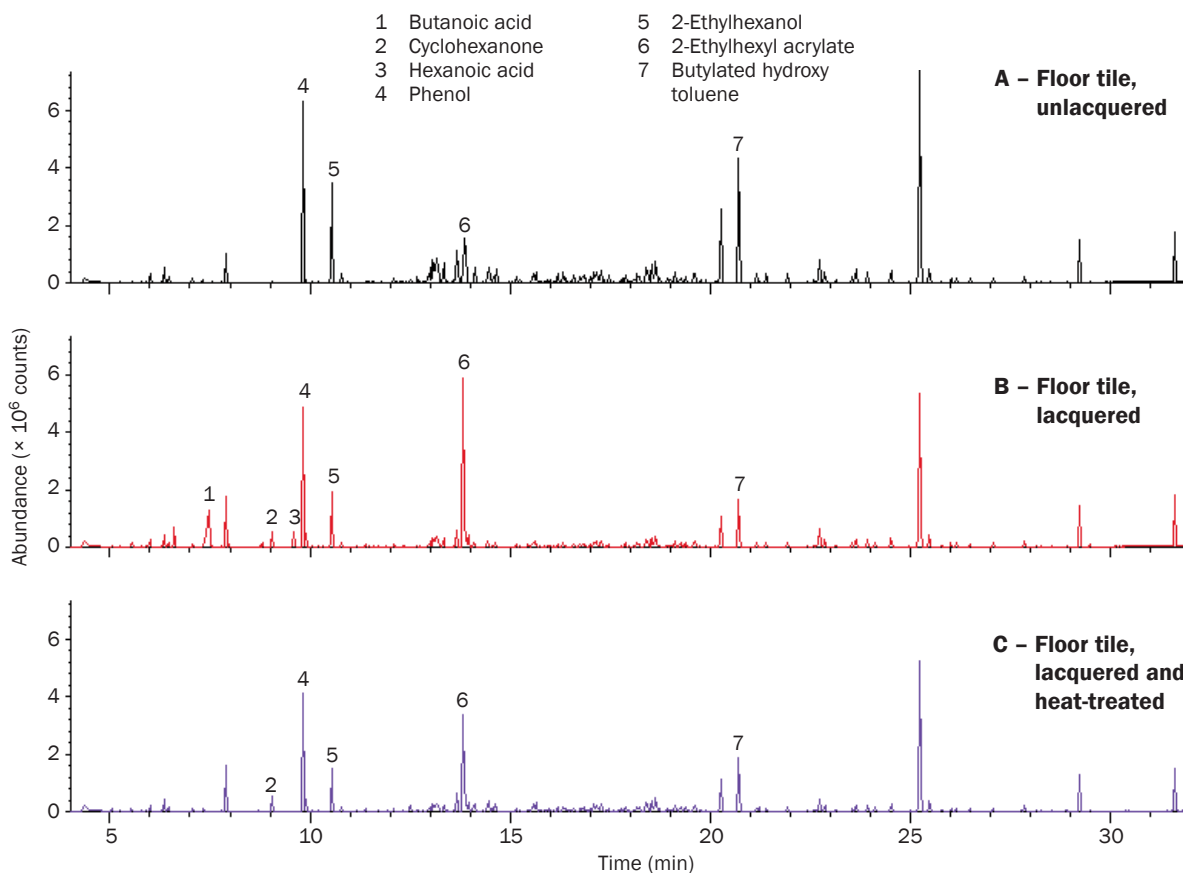 1 Butanoic acid
2 Cyclohexanone
3 Hexanoic acid
4 Phenol
5 2-Ethylhexanol
6 2-Ethylhexyl acrylate
7 Butylated hydroxy
toluene
A – Floor tile,
unlacquered
6
4
2
0
4
5
6
7
Abundance (× 10⁶ counts)
B – Floor tile,
lacquered
6
4
2
0
1
2
3
4
5
6
7
C – Floor tile,
lacquered and
heat-treated
6
4
2
0
2
4
5
6
7
5 10 15 20 25 30
Time (min)